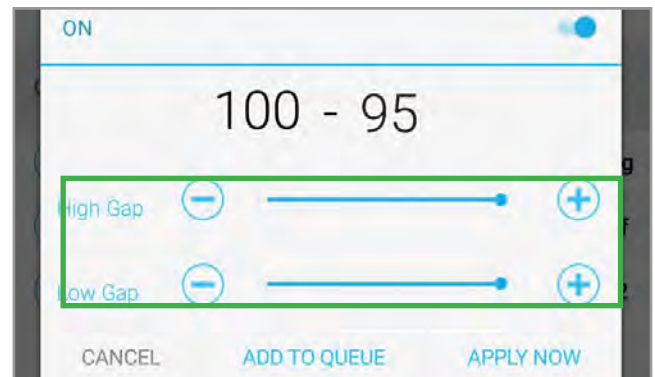 ON
100 - 95
High Gap
Low Gap
CANCEL ADD TO QUEUE APPLY NOW